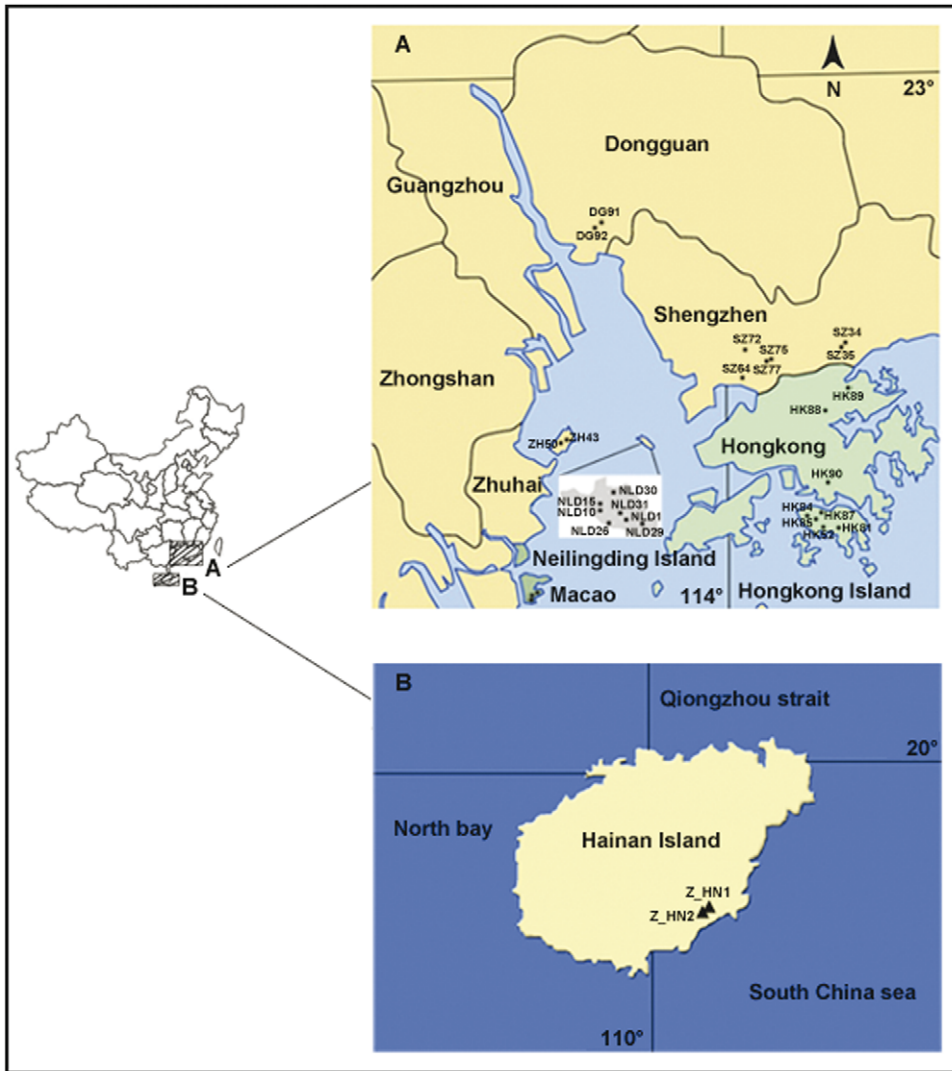 A
N
23°
Dongguan
Guangzhou
DG91
DG92
Shengzhen
SZ34
SZ72
SZ75
SZ35
SZ64
SZ77
Zhongshan
HK89
HK88
ZH50
ZH43
Hongkong
Zhuhai
HK90
NLD30
NLD15
NLD31
NLD10
NLD1
NLD26
NLD29
HK84
HK87
HK85
HK81
HK52
Neilingding Island
Macao
114°
Hongkong Island
A
B
B
Qiongzhou strait
20°
North bay
Hainan Island
Z_HN1
Z_HN2
South China sea
110°